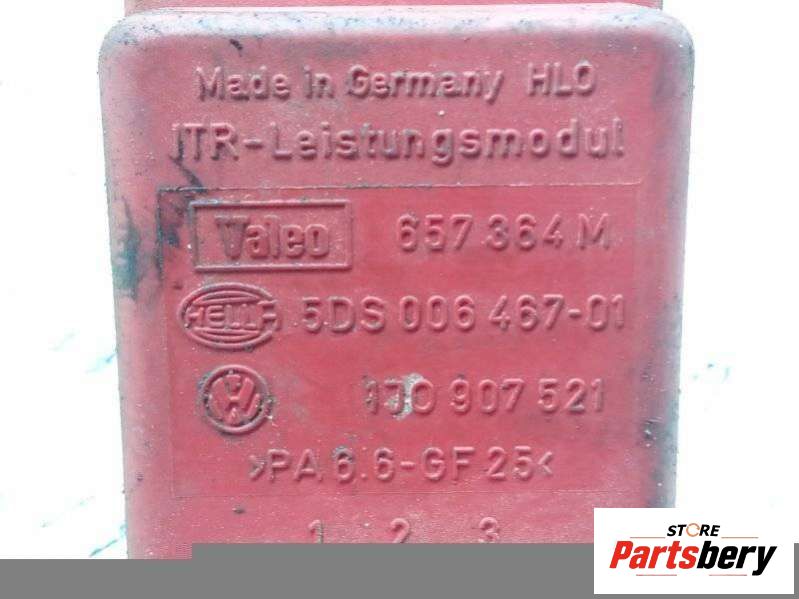 Made in Germany HLO
ITR-Leistungsmodul
Valeo 657 364 M
HELLA 5DS 006 467-01
VW 1J0 907 521
>PA 6.6-GF 25<
1 2 3
STORE
Partsbery